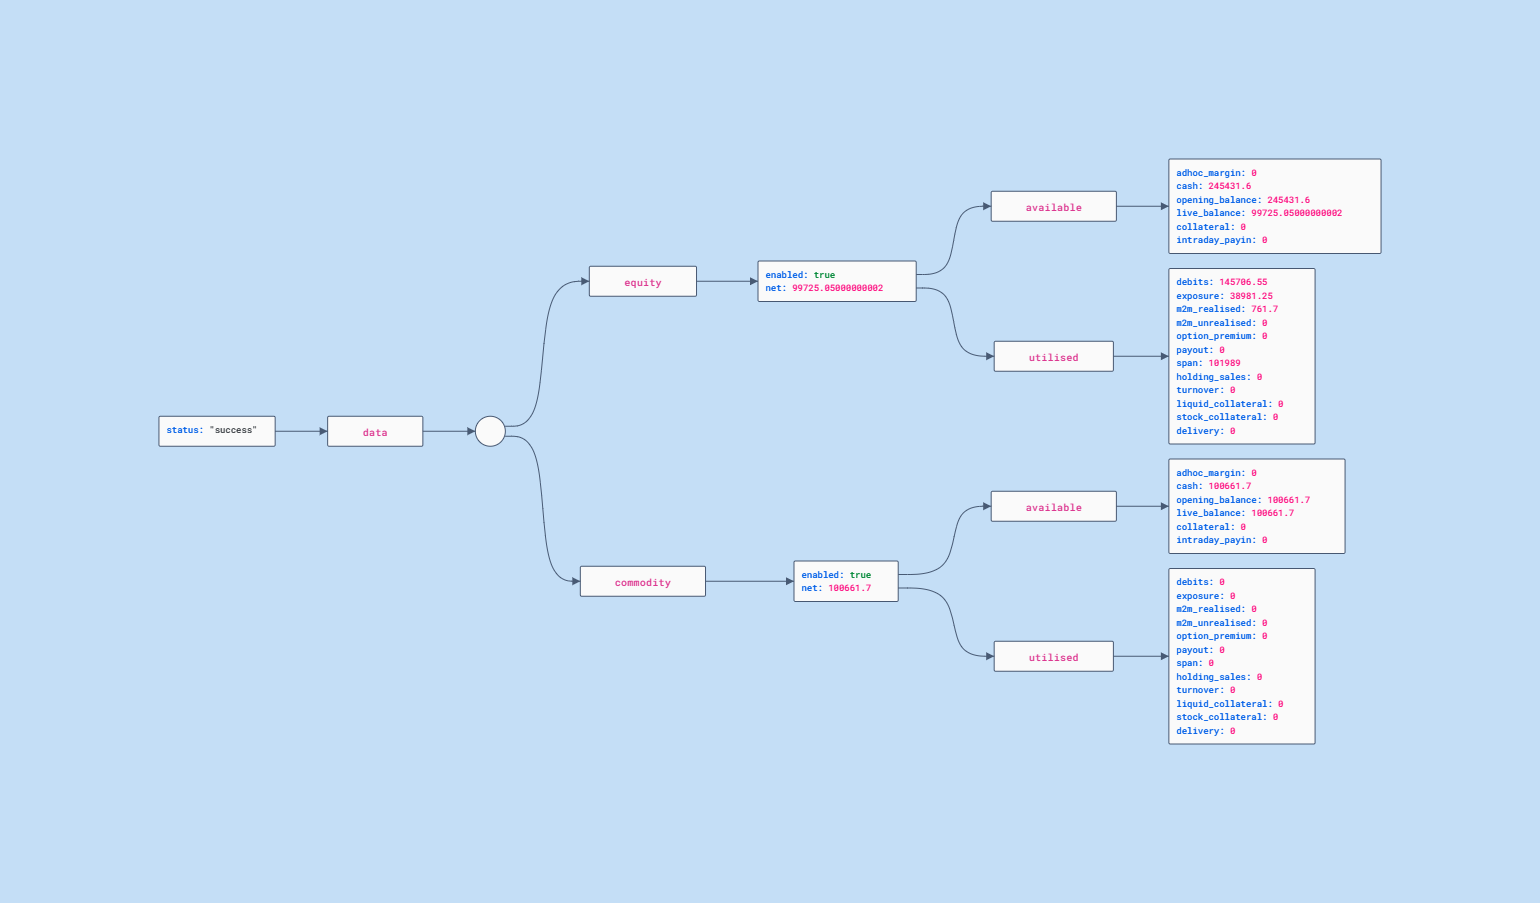 status: "success"
data
equity
enabled: true
net: 99725.05000000002
available
adhoc_margin: 0
cash: 245431.6
opening_balance: 245431.6
live_balance: 99725.05000000002
collateral: 0
intraday_payin: 0
utilised
debits: 145706.55
exposure: 38981.25
m2m_realised: 761.7
m2m_unrealised: 0
option_premium: 0
payout: 0
span: 101989
holding_sales: 0
turnover: 0
liquid_collateral: 0
stock_collateral: 0
delivery: 0
commodity
enabled: true
net: 100661.7
available
adhoc_margin: 0
cash: 100661.7
opening_balance: 100661.7
live_balance: 100661.7
collateral: 0
intraday_payin: 0
utilised
debits: 0
exposure: 0
m2m_realised: 0
m2m_unrealised: 0
option_premium: 0
payout: 0
span: 0
holding_sales: 0
turnover: 0
liquid_collateral: 0
stock_collateral: 0
delivery: 0